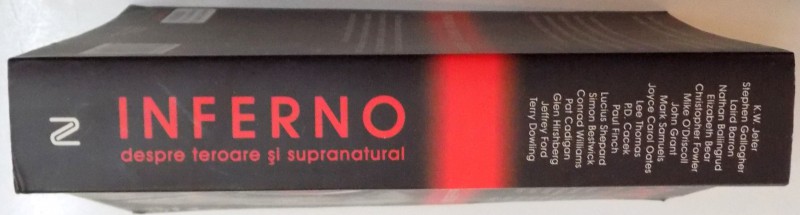 INFERNO
despre teroare și supranatural
K.W. Jeter
Stephen Gallagher
Laird Barron
Nathan Ballingrud
Elizabeth Bear
Christopher Fowler
Mike O'Driscoll
John Grant
Mark Samuels
Joyce Carol Oates
Lee Thomas
P.D. Cacek
Paul Finch
Lucius Shepard
Simon Bestwick
Conrad Williams
Pat Cadigan
Glen Hirshberg
Jeffrey Ford
Terry Dowling